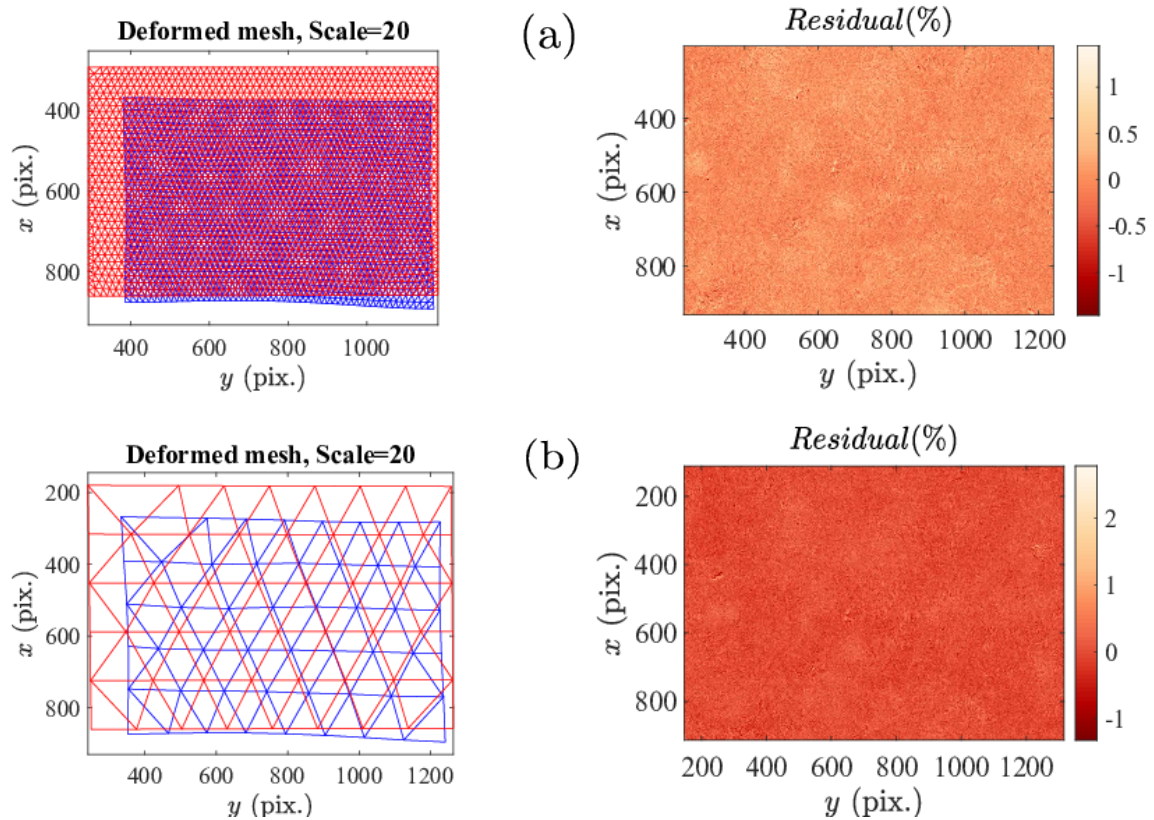 Deformed mesh, Scale=20
400
600
800
x (pix.)
400 600 800 1000
y (pix.)
(a)
Residual(%)
400
600
800
x (pix.)
400 600 800 1000 1200
y (pix.)
1
0.5
0
-0.5
-1
Deformed mesh, Scale=20
200
400
600
800
x (pix.)
400 600 800 1000 1200
y (pix.)
(b)
Residual(%)
200
400
600
800
x (pix.)
200 400 600 800 1000 1200
y (pix.)
2
1
0
-1